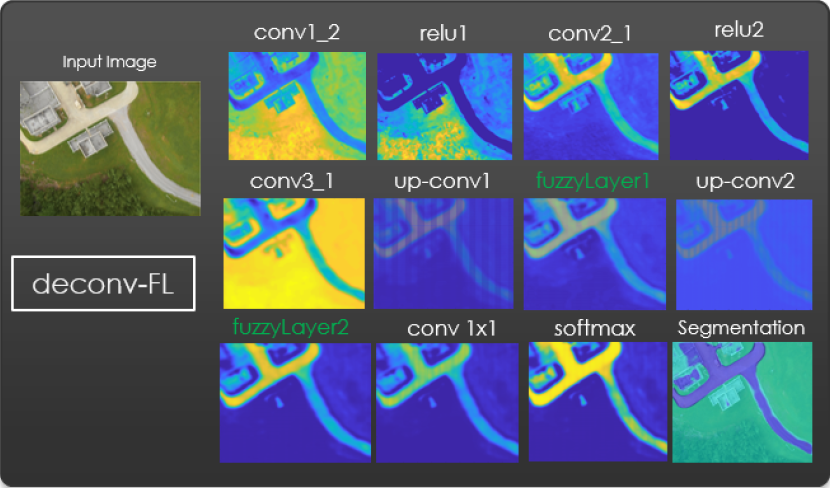 Input Image
conv1_2
relu1
conv2_1
relu2
conv3_1
up-conv1
fuzzyLayer1
up-conv2
deconv-FL
fuzzyLayer2
conv 1x1
softmax
Segmentation